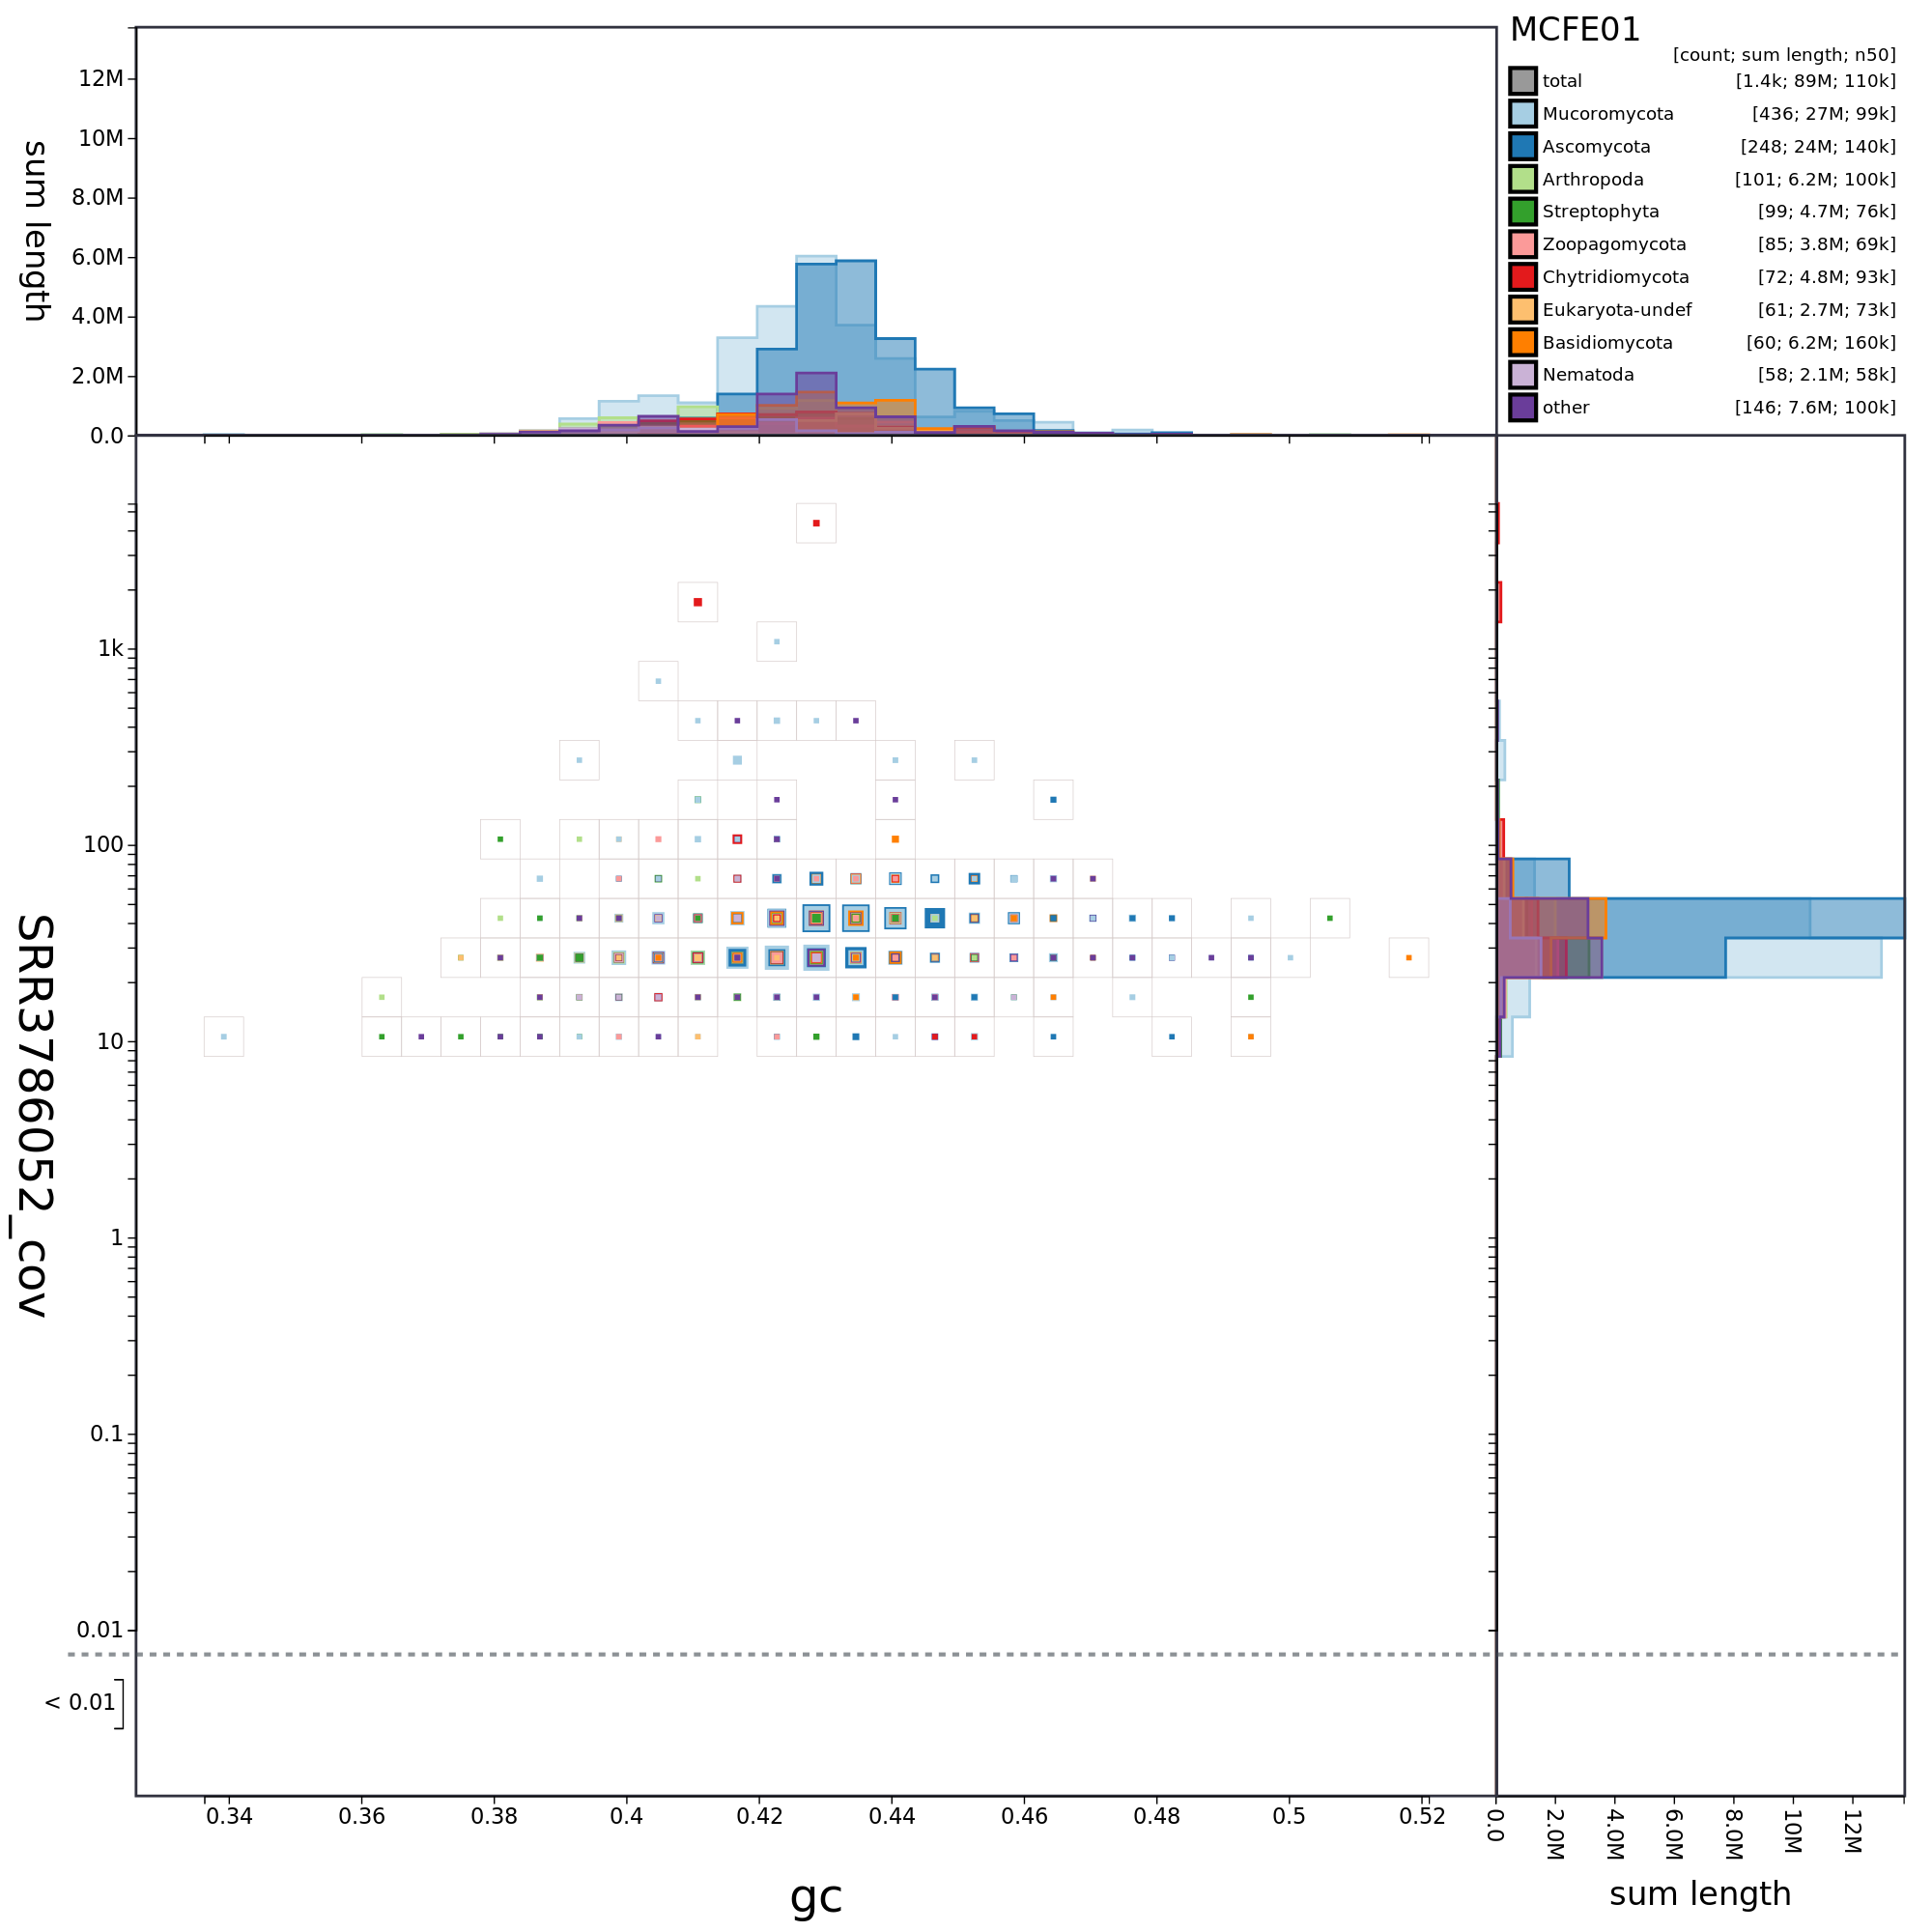 MCFE01
[count; sum length; n50]
total [1.4k; 89M; 110k]
Mucoromycota [436; 27M; 99k]
Ascomycota [248; 24M; 140k]
Arthropoda [101; 6.2M; 100k]
Streptophyta [99; 4.7M; 76k]
Zoopagomycota [85; 3.8M; 69k]
Chytridiomycota [72; 4.8M; 93k]
Eukaryota-undef [61; 2.7M; 73k]
Basidiomycota [60; 6.2M; 160k]
Nematoda [58; 2.1M; 58k]
other [146; 7.6M; 100k]
sum length
12M
10M
8.0M
6.0M
4.0M
2.0M
0.0
SRR3786052_cov
1k
100
10
1
0.1
0.01
< 0.01
0.34 0.36 0.38 0.4 0.42 0.44 0.46 0.48 0.5 0.52
gc
0.0 2.0M 4.0M 6.0M 8.0M 10M 12M
sum length